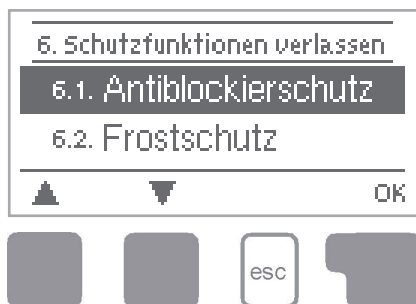 6. Schutzfunktionen verlassen
6.1. Antiblockierschutz
6.2. Frostschutz
OK
esc